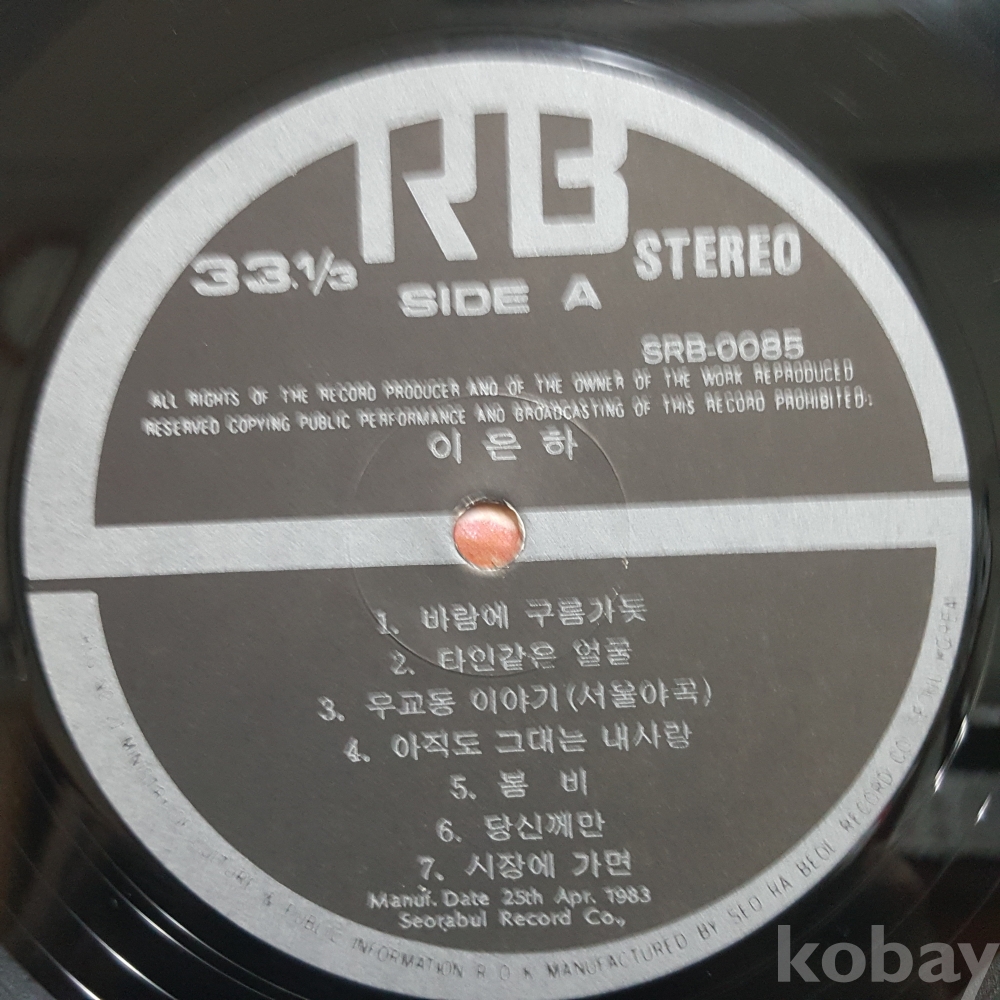 RB
33 1/3
STEREO
SIDE A
SRB-0085
ALL RIGHTS OF THE RECORD PRODUCER AND OF THE OWNER OF THE WORK REPRODUCED
RESERVED COPYING PUBLIC PERFORMANCE AND BROADCASTING OF THIS RECORD PROHIBITED.
이은하
1. 바람에 구름가듯
2. 타인같은 얼굴
3. 무교동 이야기(서울야곡)
4. 아직도 그대는 내사랑
5. 봄 비
6. 당신께만
7. 시장에 가면
Manuf. Date 25th Apr. 1983
Seorabul Record Co.,
& PUBLIC INFORMATION R.O.K MANUFACTURED BY SEO RA BEOL RECORD CO
kobay